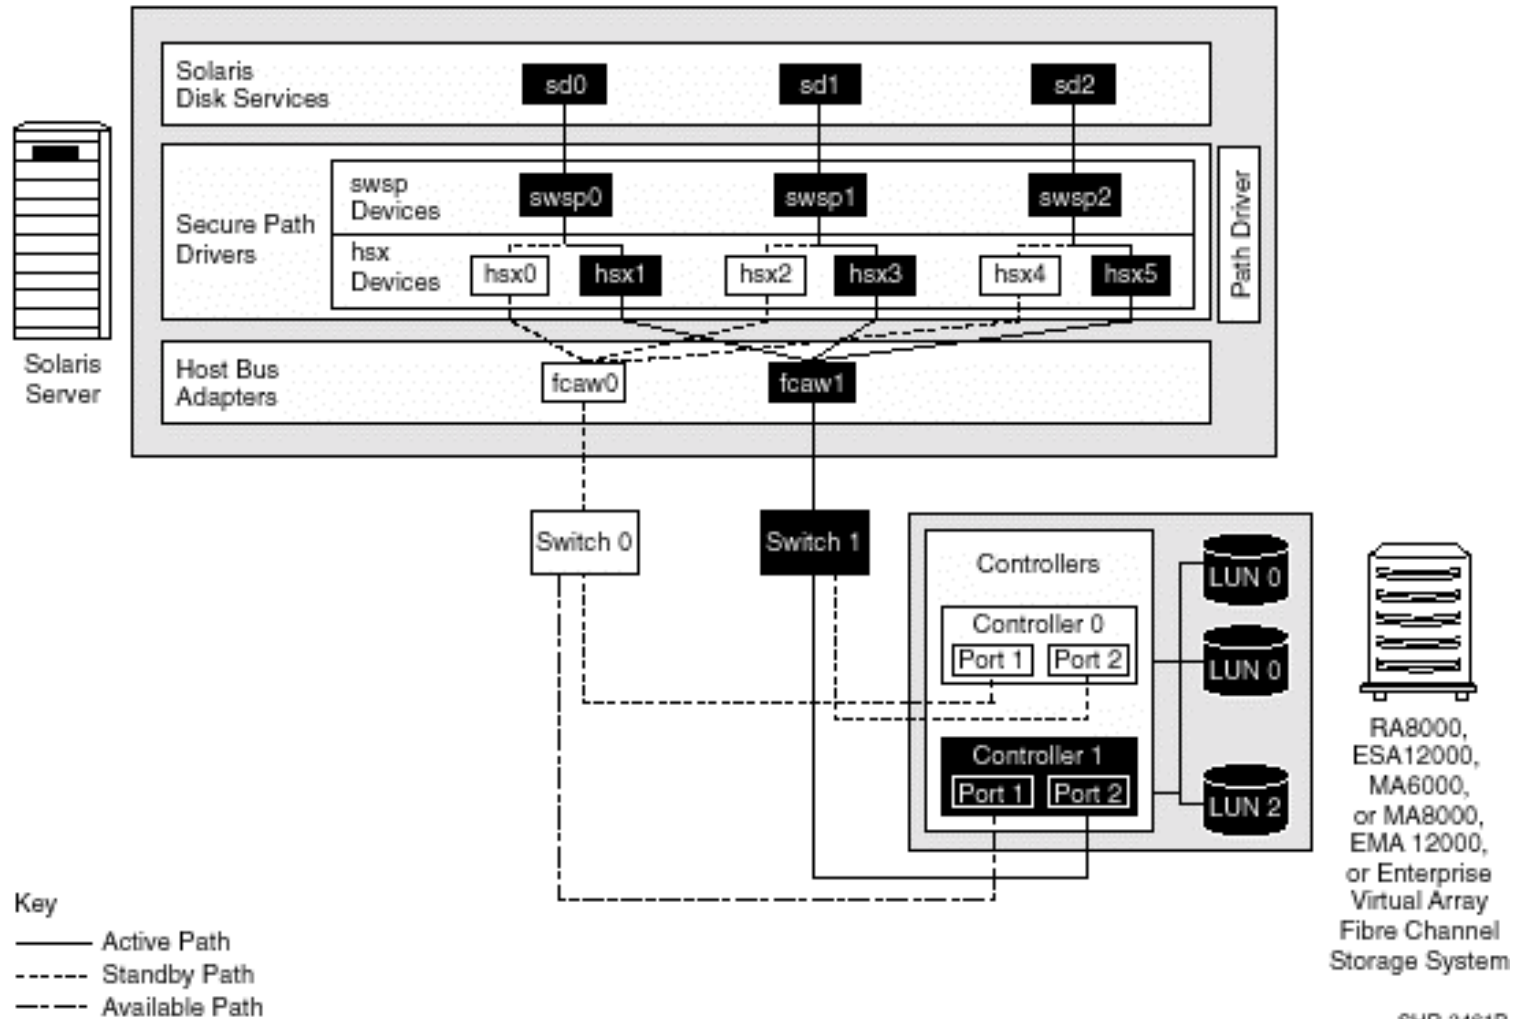 Solaris
Disk Services
sd0
sd1
sd2
swsp
Devices
swsp0
swsp1
swsp2
Secure Path
Drivers
hsx
Devices
hsx0
hsx1
hsx2
hsx3
hsx4
hsx5
Path Driver
Solaris
Server
Host Bus
Adapters
fcaw0
fcaw1
Switch 0
Switch 1
Controllers
Controller 0
Port 1
Port 2
Controller 1
Port 1
Port 2
LUN 0
LUN 0
LUN 2
RA8000,
ESA12000,
MA6000,
or MA8000,
EMA 12000,
or Enterprise
Virtual Array
Fibre Channel
Storage System
Key
Active Path
Standby Path
Available Path